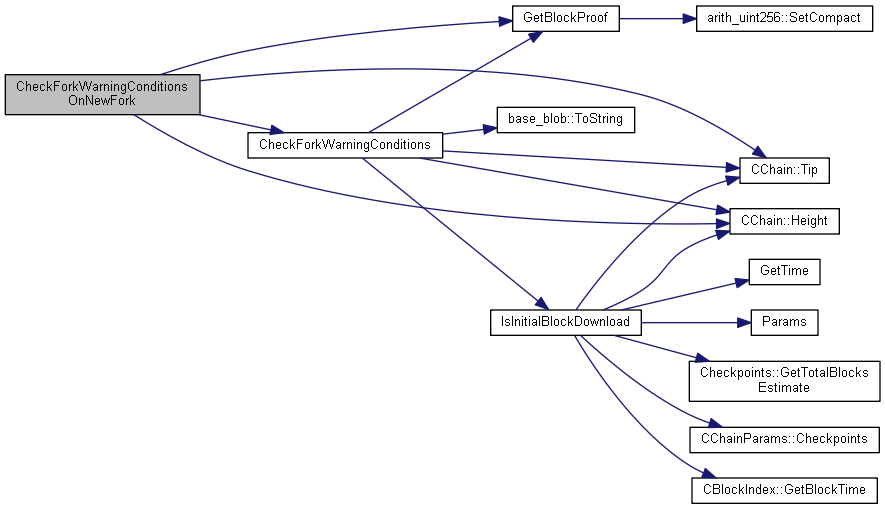 GetBlockProof
arith_uint256::SetCompact
CheckForkWarningConditions
OnNewFork
base_blob::ToString
CheckForkWarningConditions
CChain::Tip
CChain::Height
GetTime
IsInitialBlockDownload
Params
Checkpoints::GetTotalBlocks
Estimate
CChainParams::Checkpoints
CBlockIndex::GetBlockTime